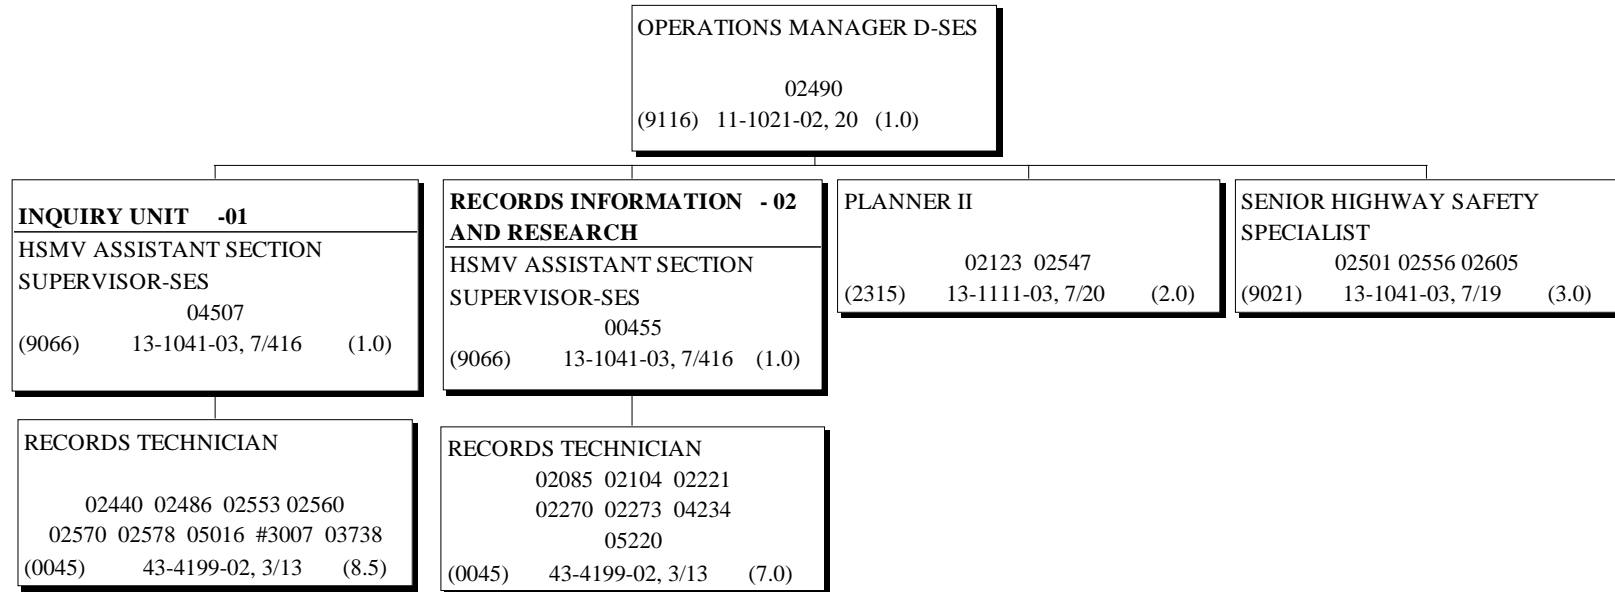 OPERATIONS MANAGER D-SES
02490
(9116) 11-1021-02, 20 (1.0)
INQUIRY UNIT -01
HSMV ASSISTANT SECTION
SUPERVISOR-SES
04507
(9066) 13-1041-03, 7/416 (1.0)
RECORDS INFORMATION - 02
AND RESEARCH
HSMV ASSISTANT SECTION
SUPERVISOR-SES
00455
(9066) 13-1041-03, 7/416 (1.0)
PLANNER II
02123 02547
(2315) 13-1111-03, 7/20 (2.0)
SENIOR HIGHWAY SAFETY
SPECIALIST
02501 02556 02605
(9021) 13-1041-03, 7/19 (3.0)
RECORDS TECHNICIAN
02440 02486 02553 02560
02570 02578 05016 #3007 03738
(0045) 43-4199-02, 3/13 (8.5)
RECORDS TECHNICIAN
02085 02104 02221
02270 02273 04234
05220
(0045) 43-4199-02, 3/13 (7.0)